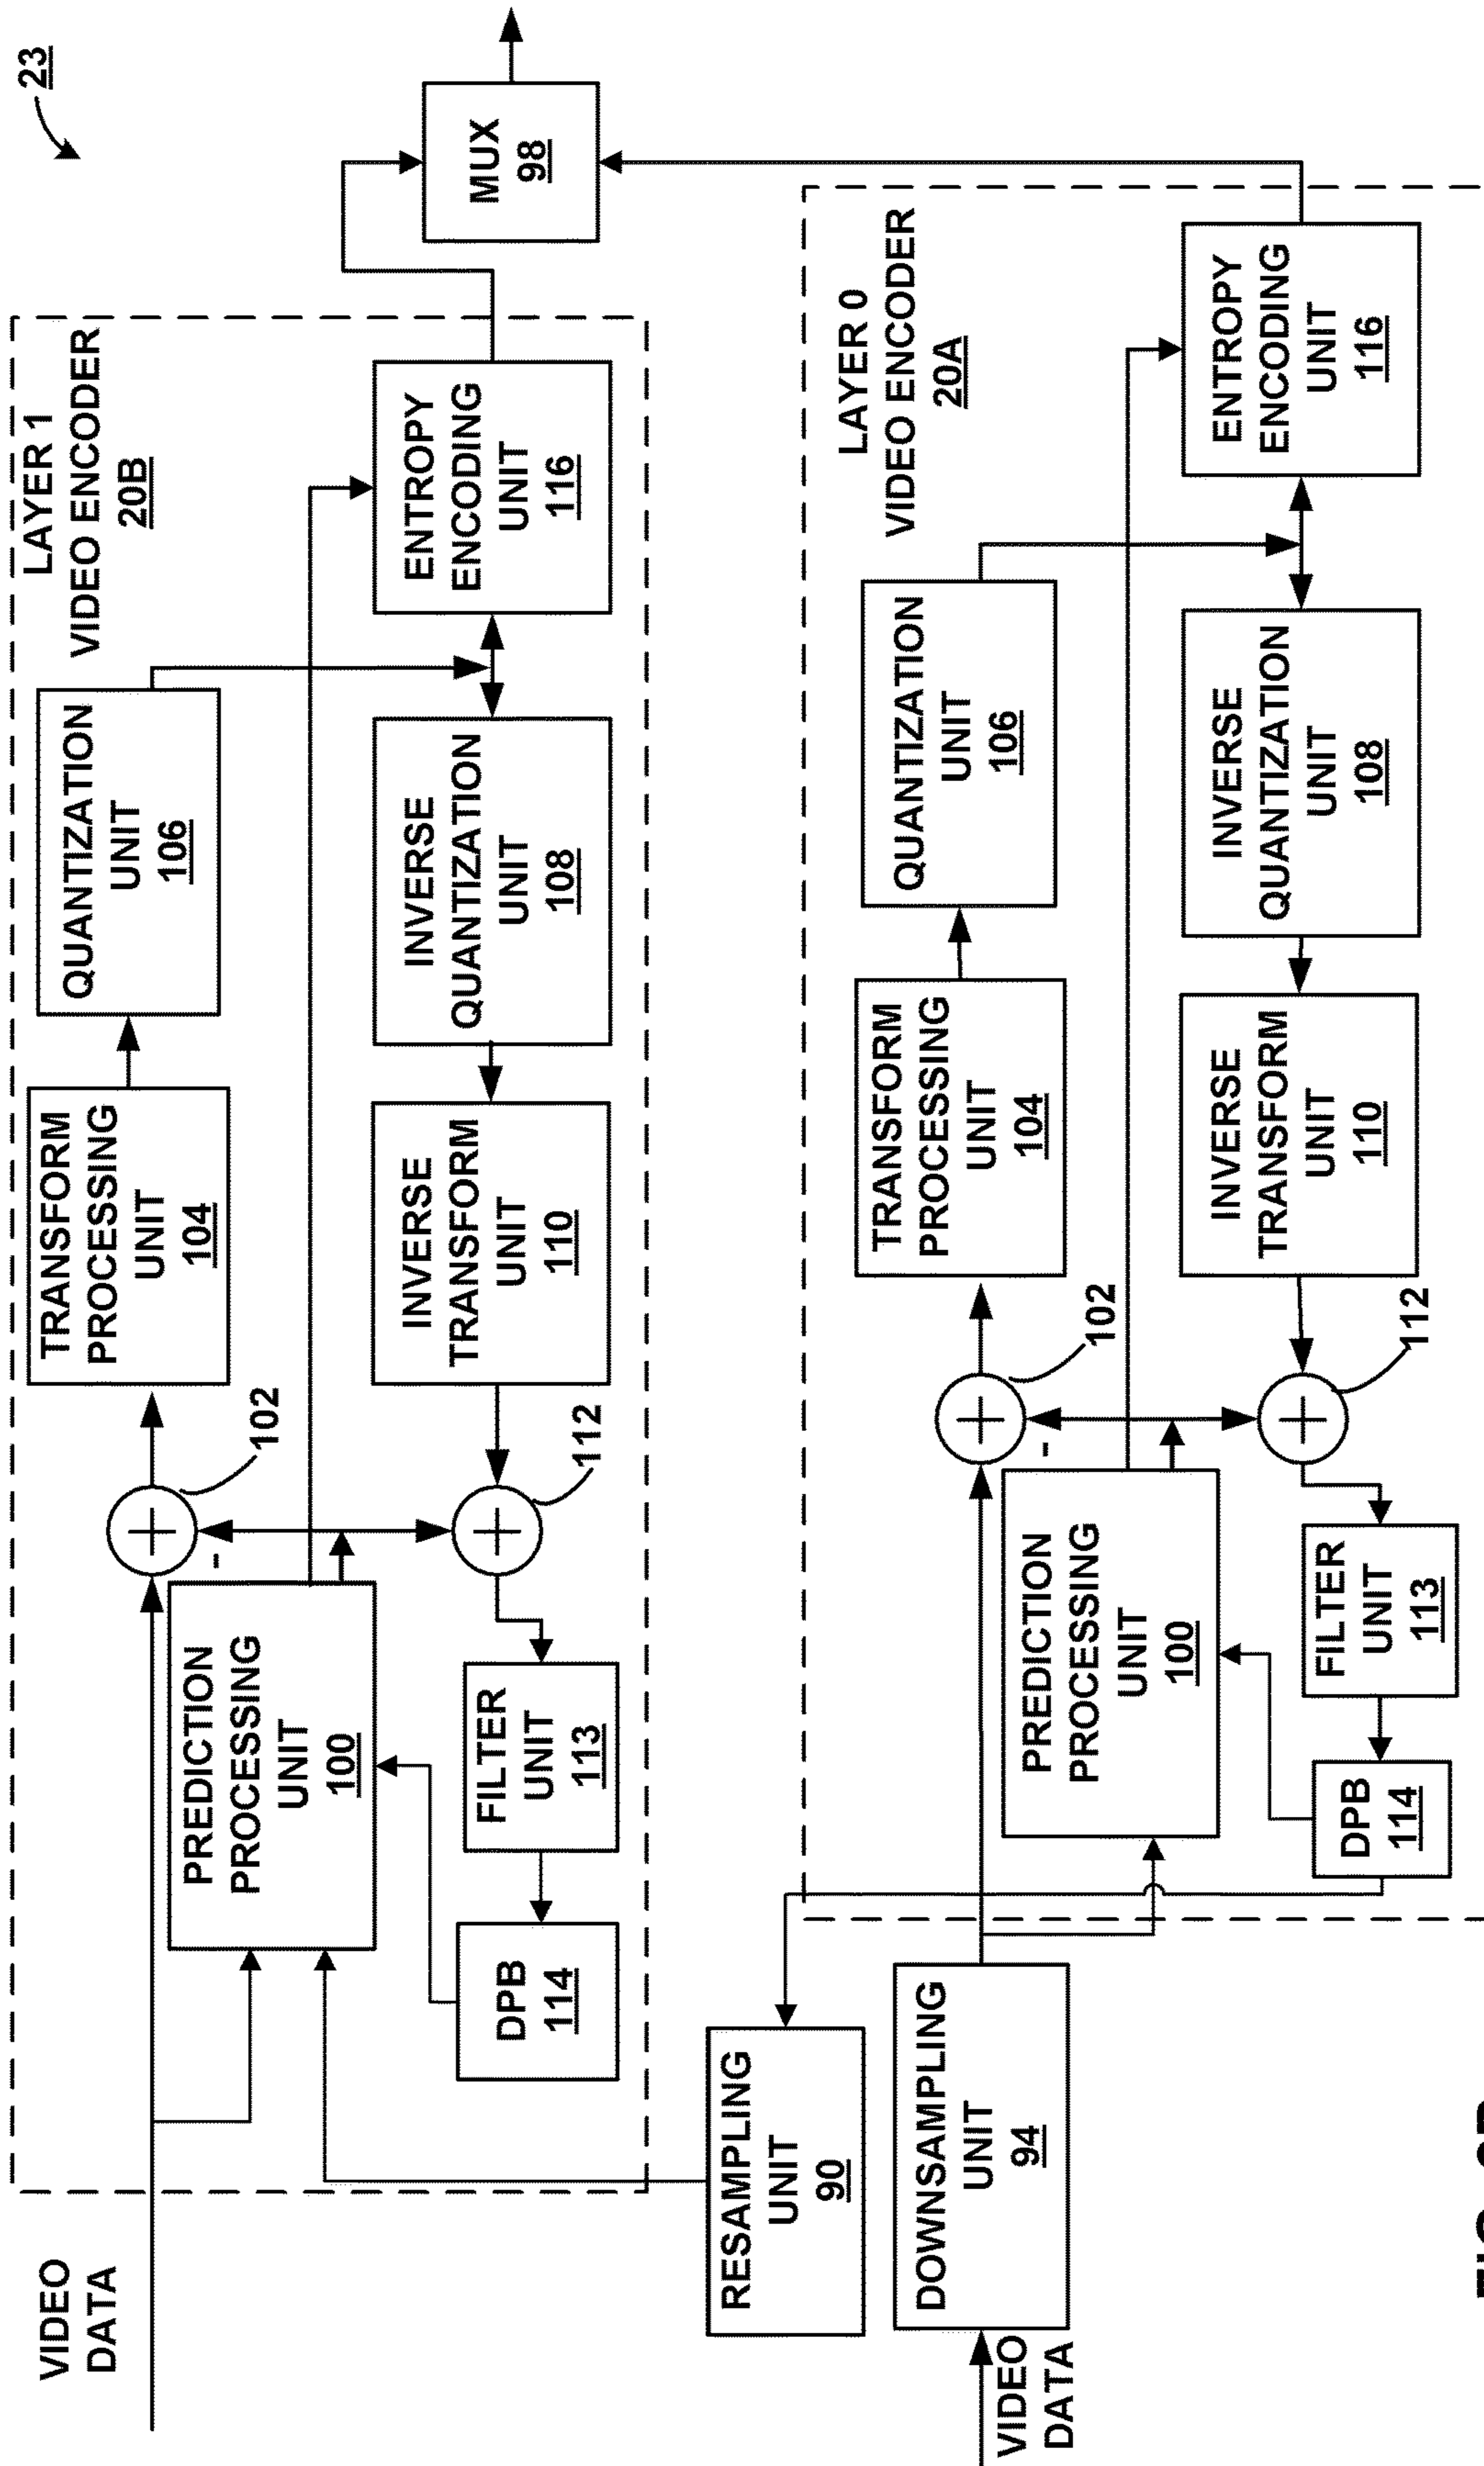 23
LAYER 1
VIDEO ENCODER
20B
VIDEO
DATA
102
TRANSFORM
PROCESSING
UNIT
104
QUANTIZATION
UNIT
106
-
PREDICTION
PROCESSING
UNIT
100
ENTROPY
ENCODING
UNIT
116
INVERSE
QUANTIZATION
UNIT
108
INVERSE
TRANSFORM
UNIT
110
112
FILTER
UNIT
113
DPB
114
MUX
98
RESAMPLING
UNIT
90
DOWNSAMPLING
UNIT
94
VIDEO
DATA
LAYER 0
VIDEO ENCODER
20A
102
TRANSFORM
PROCESSING
UNIT
104
QUANTIZATION
UNIT
106
-
PREDICTION
PROCESSING
UNIT
100
ENTROPY
ENCODING
UNIT
116
INVERSE
QUANTIZATION
UNIT
108
INVERSE
TRANSFORM
UNIT
110
112
FILTER
UNIT
113
DPB
114